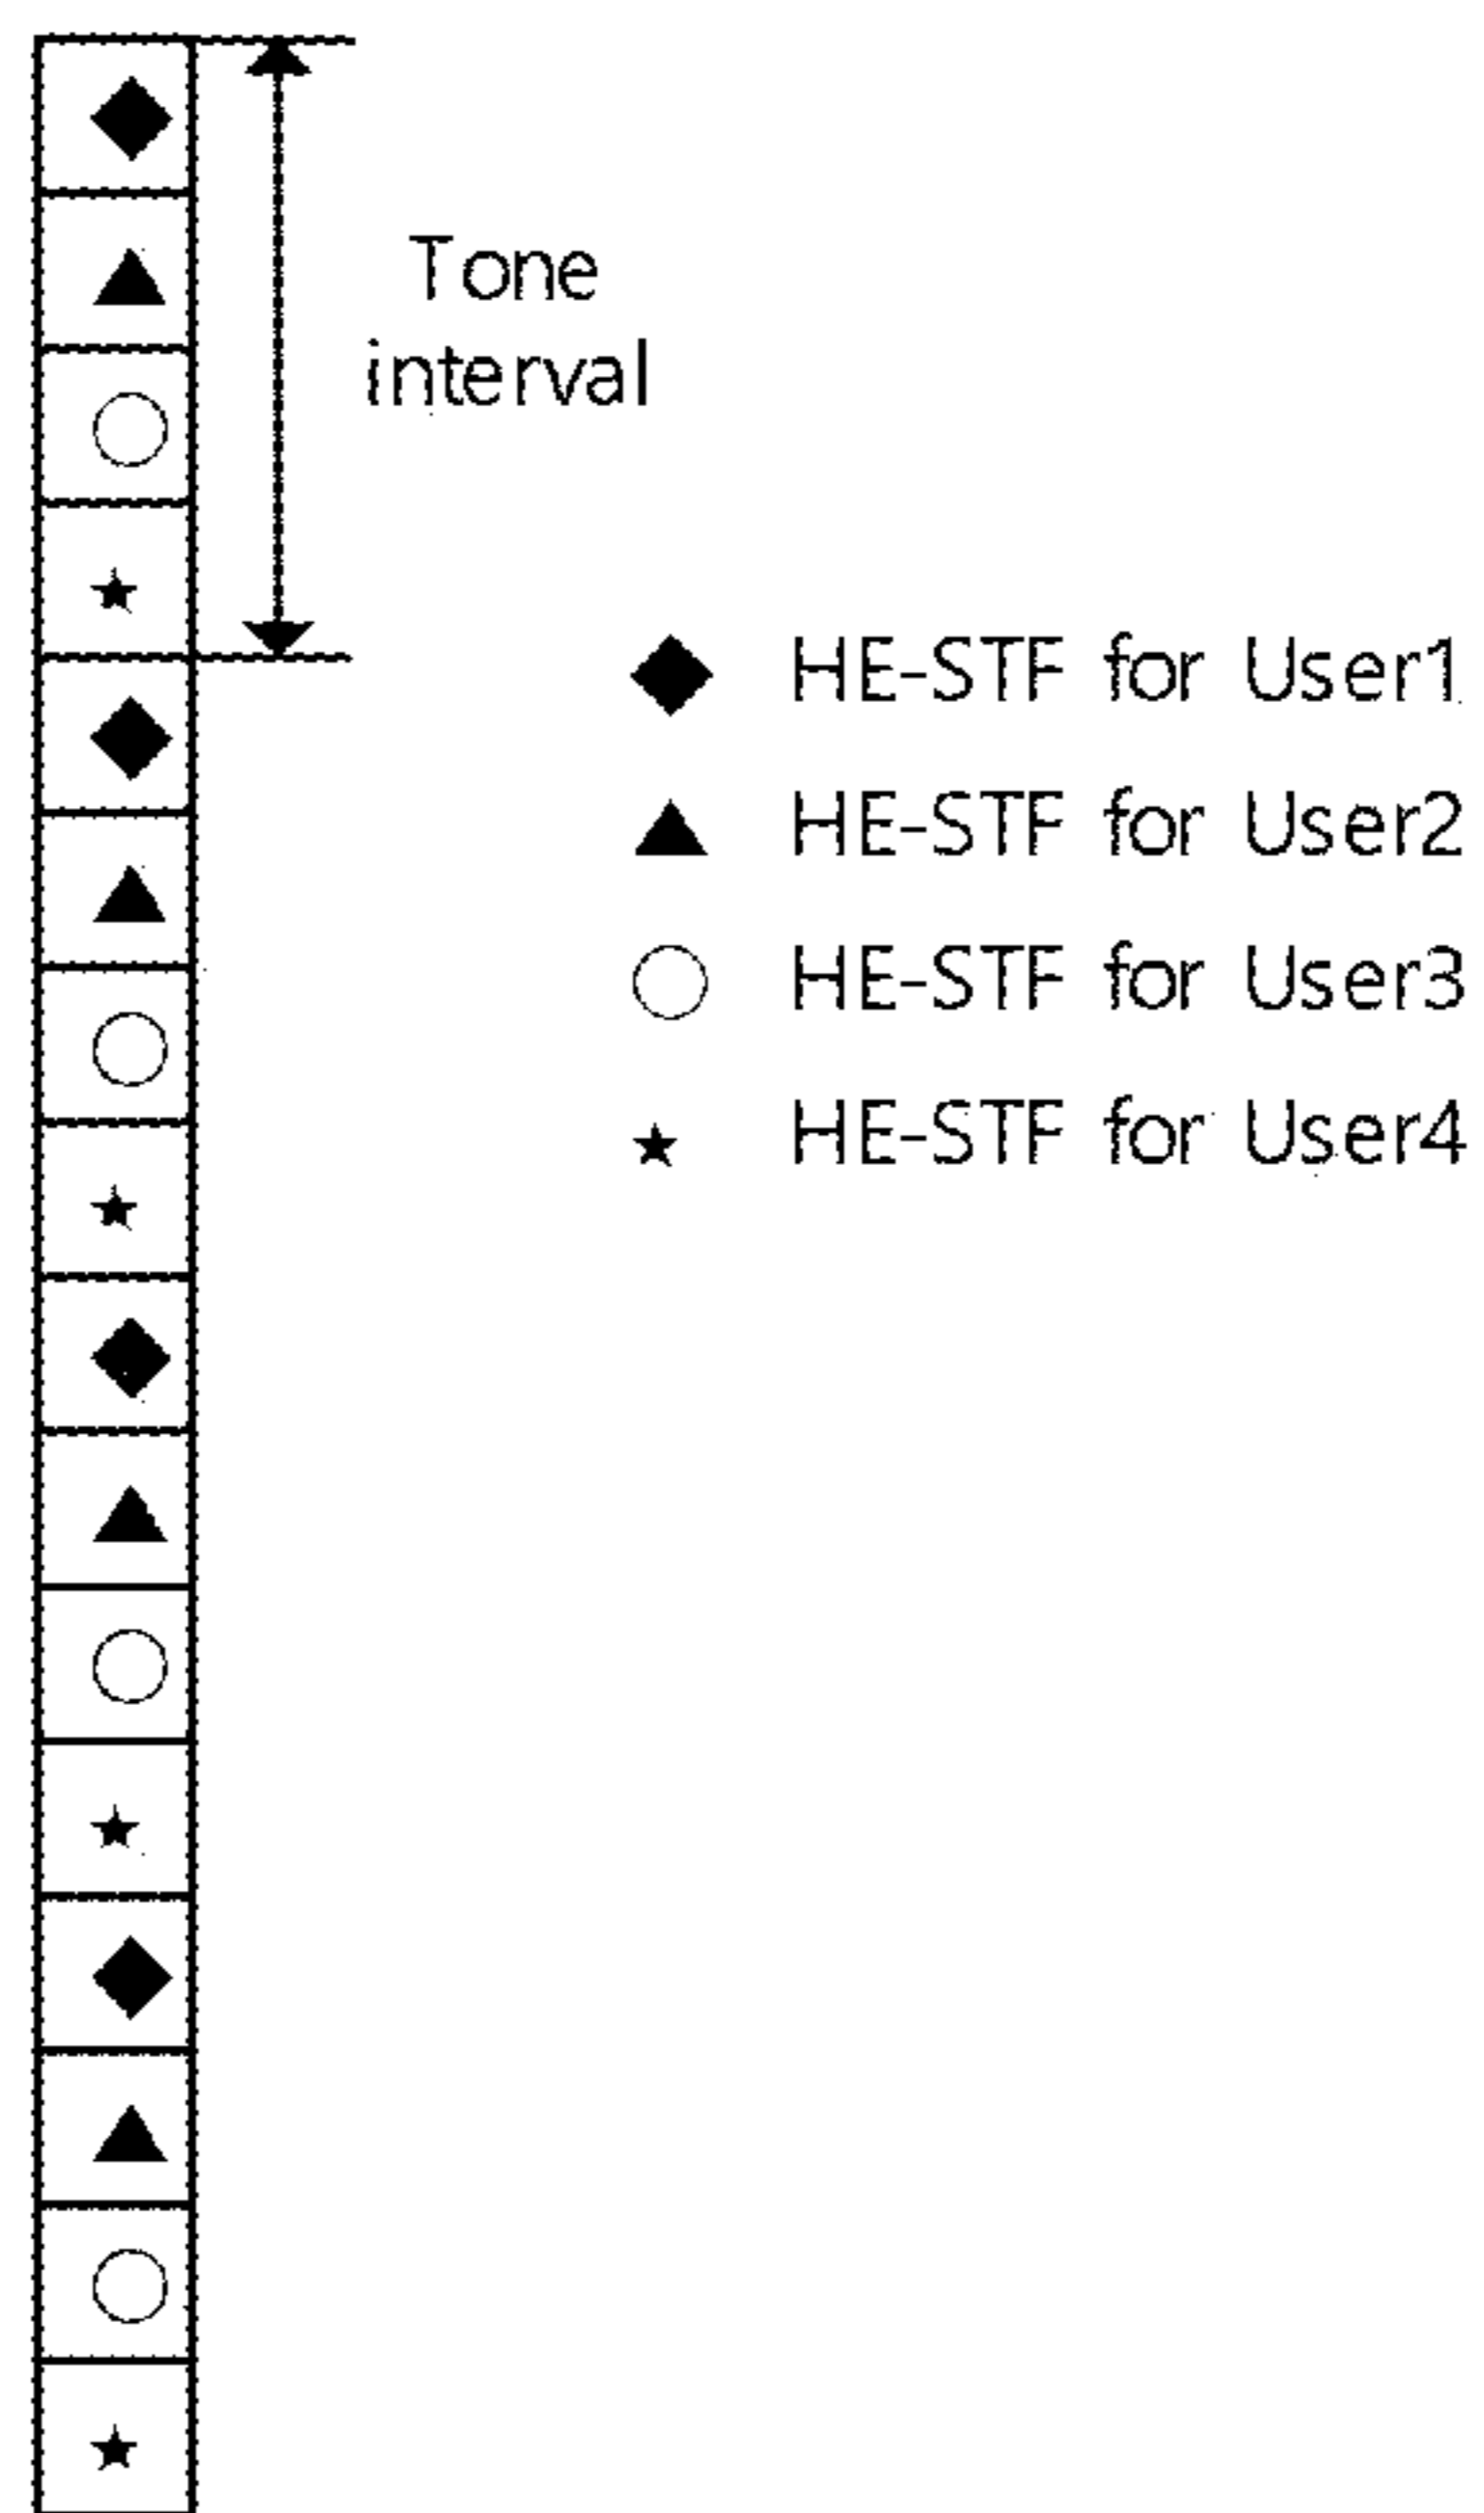 Tone
interval
HE-STF for User1
HE-STF for User2
HE-STF for User3
HE-STF for User4